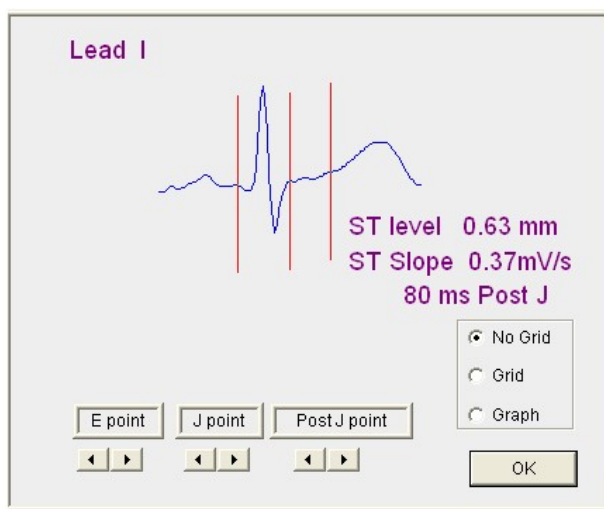 Lead I
ST level 0.63 mm
ST Slope 0.37mV/s
80 ms Post J
No Grid
Grid
Graph
E point J point Post J point
OK